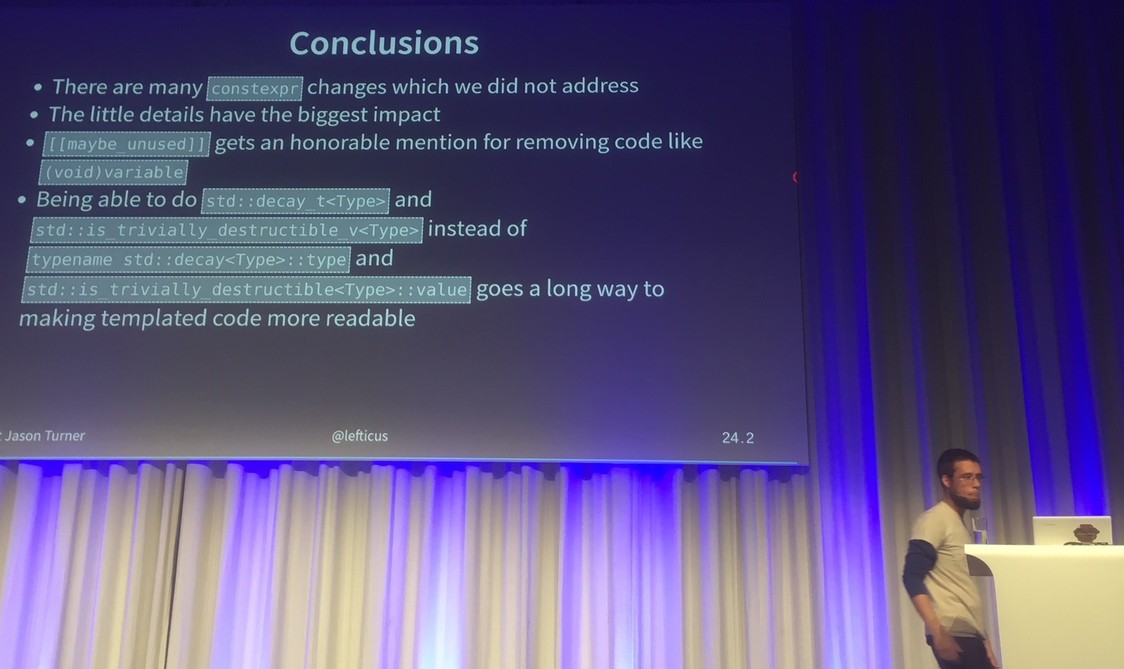 Conclusions
• There are many constexpr changes which we did not address
• The little details have the biggest impact
• [[maybe_unused]] gets an honorable mention for removing code like
(void)variable
• Being able to do std::decay_t<Type> and
std::is_trivially_destructible_v<Type> instead of
typename std::decay<Type>::type and
std::is_trivially_destructible<Type>::value goes a long way to
making templated code more readable
Jason Turner
@lefticus
24.2